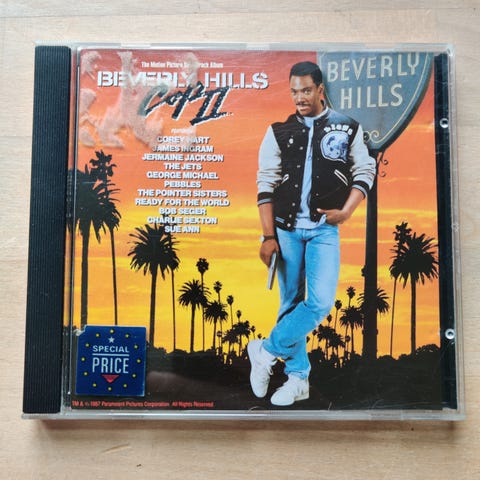 The Motion Picture Soundtrack Album
BEVERLY HILLS
Cop II
FEATURING
COREY HART
JAMES INGRAM
JERMAINE JACKSON
THE JETS
GEORGE MICHAEL
PEBBLES
THE POINTER SISTERS
READY FOR THE WORLD
BOB SEGER
CHARLIE SEXTON
SUE ANN
BEVERLY
HILLS
SPECIAL
PRICE
TM & © 1987 Paramount Pictures Corporation. All Rights Reserved.